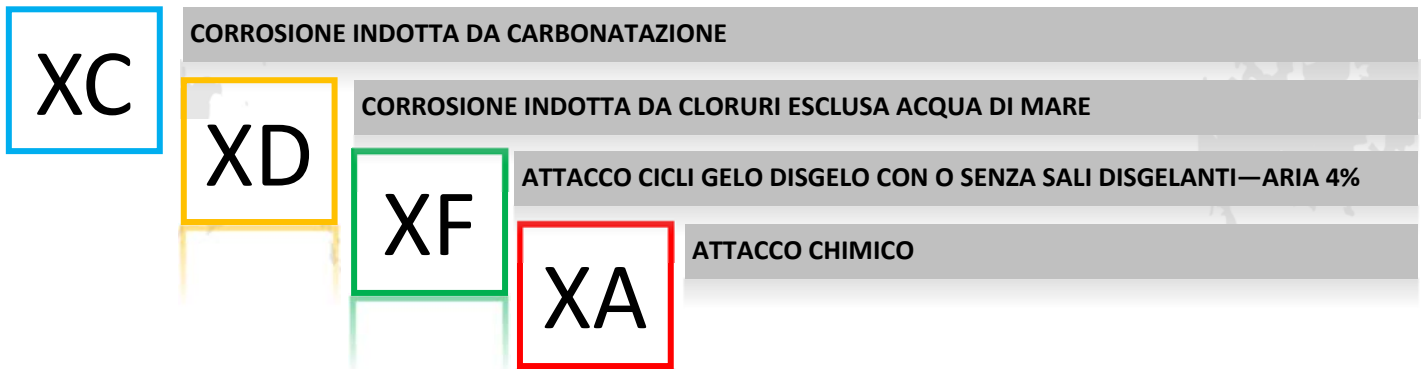 XC
CORROSIONE INDOTTA DA CARBONATAZIONE
XD
CORROSIONE INDOTTA DA CLORURI ESCLUSA ACQUA DI MARE
XF
ATTACCO CICLI GELO DISGELO CON O SENZA SALI DISGELANTI—ARIA 4%
XA
ATTACCO CHIMICO